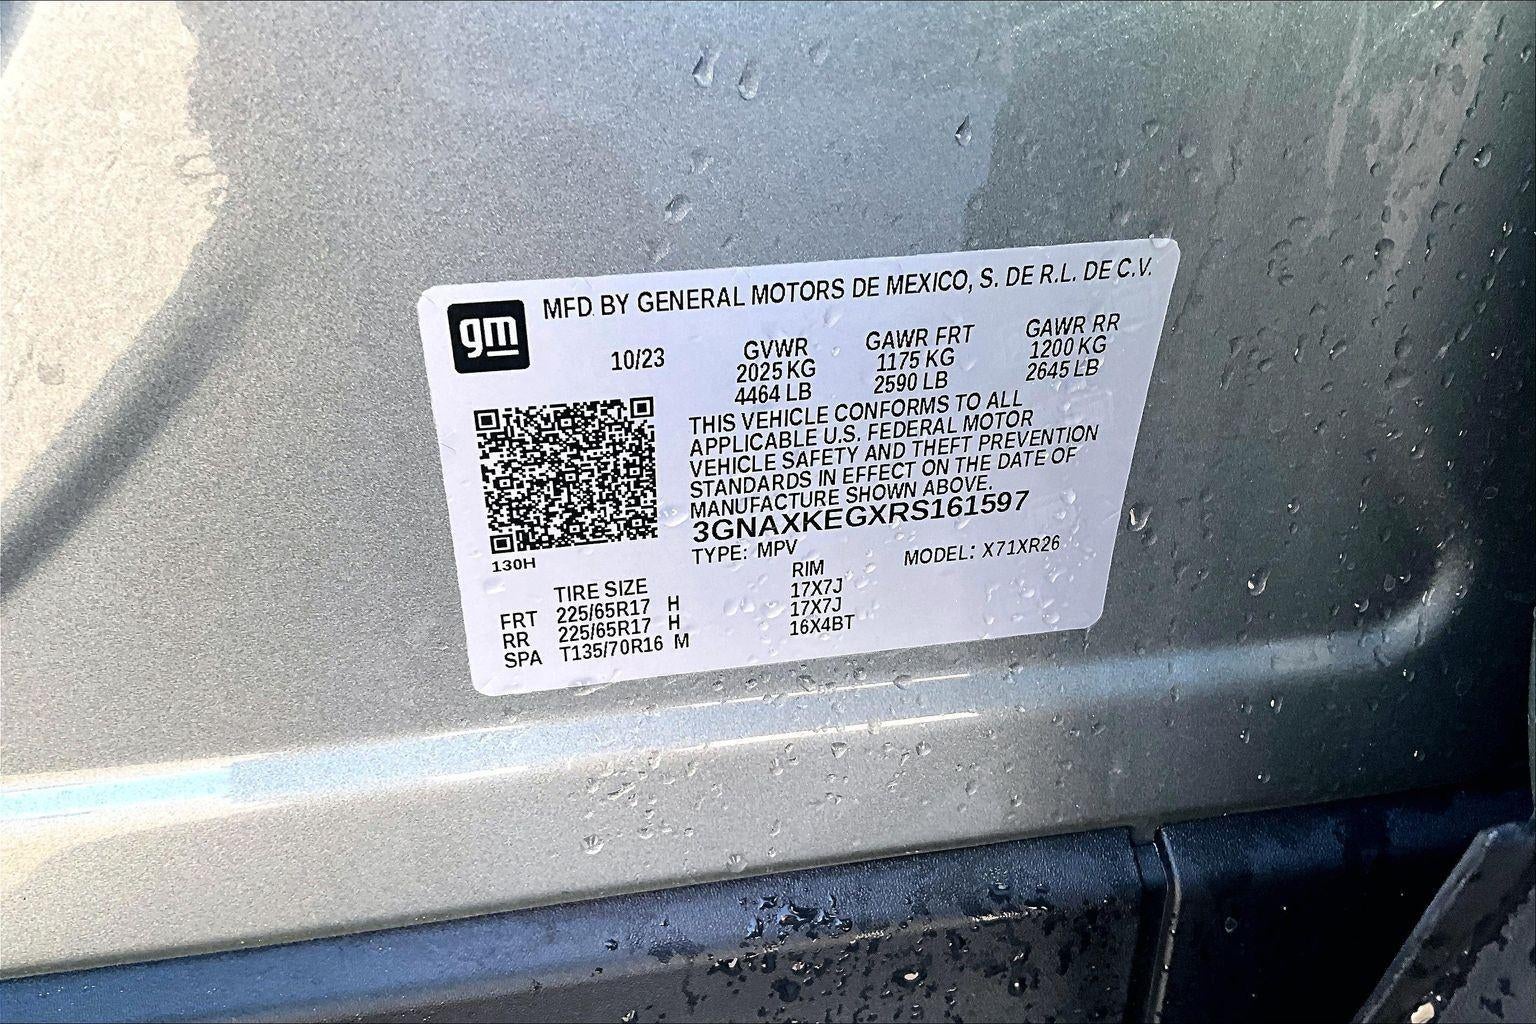 gm
MFD BY GENERAL MOTORS DE MEXICO, S. DE R.L. DE C.V.
10/23
GVWR GAWR FRT GAWR RR
2025 KG 1175 KG 1200 KG
4464 LB 2590 LB 2645 LB
THIS VEHICLE CONFORMS TO ALL
APPLICABLE U.S. FEDERAL MOTOR
VEHICLE SAFETY AND THEFT PREVENTION
STANDARDS IN EFFECT ON THE DATE OF
MANUFACTURE SHOWN ABOVE.
3GNAXKEGXRS161597
TYPE: MPV MODEL: X71XR26
130H
TIRE SIZE RIM
FRT 225/65R17 H 17X7J
RR 225/65R17 H 17X7J
SPA T135/70R16 M 16X4BT